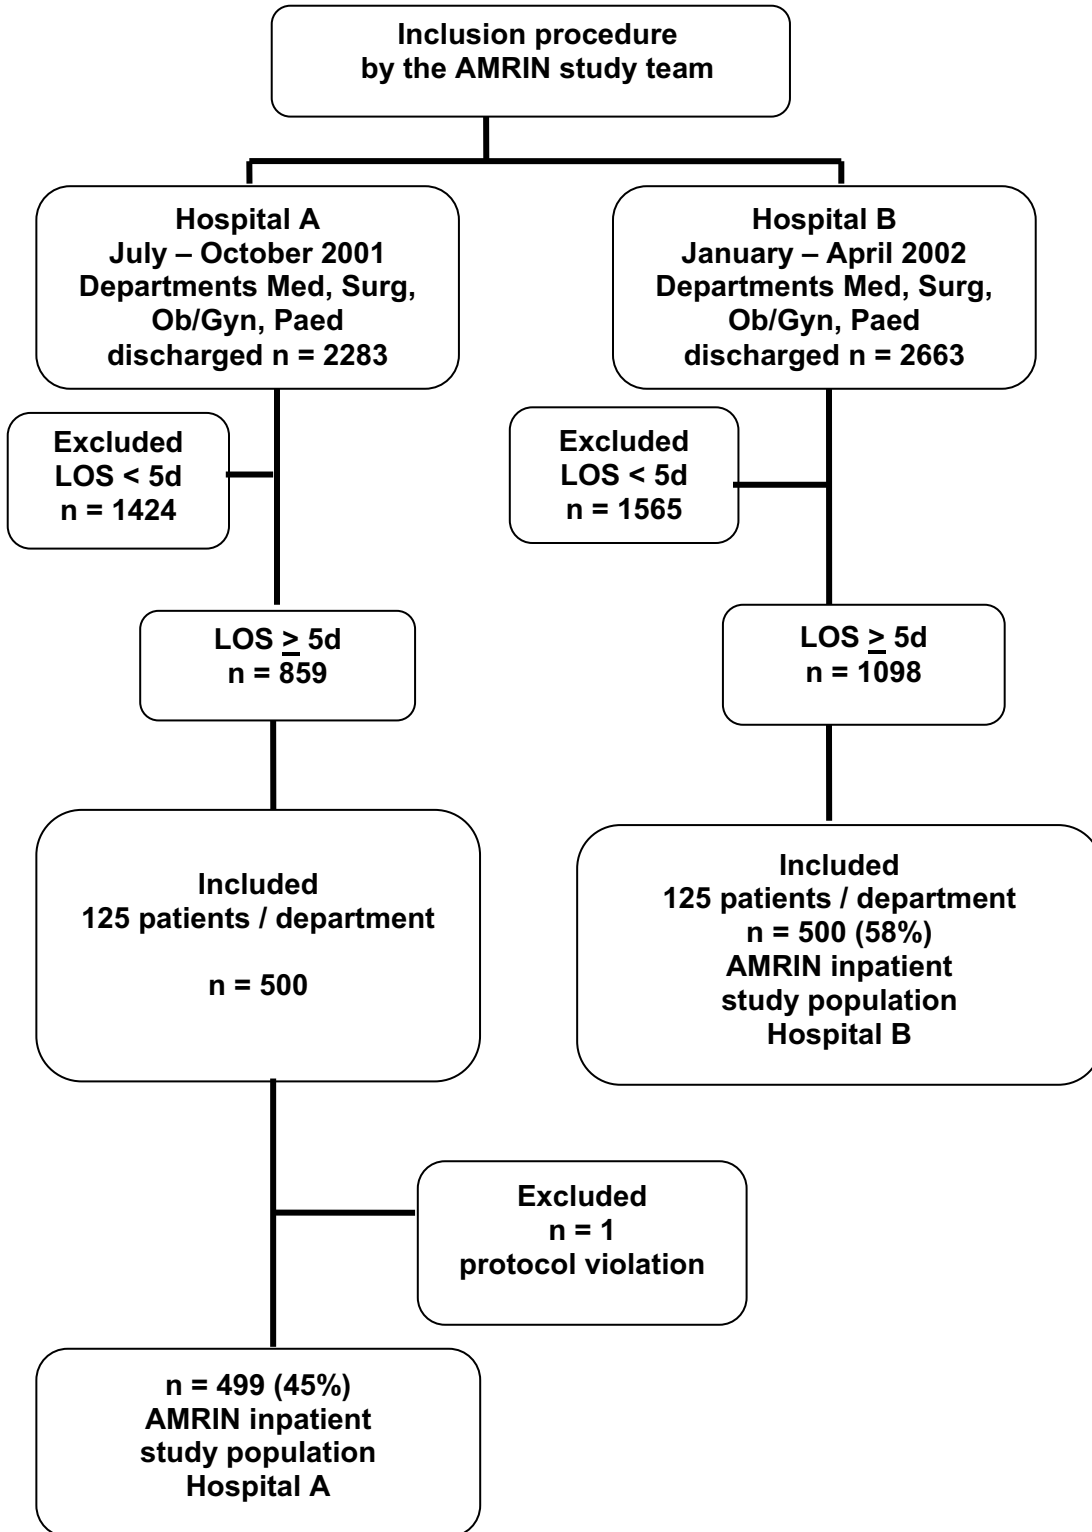 Inclusion procedure
by the AMRIN study team
Hospital A
July – October 2001
Departments Med, Surg,
Ob/Gyn, Paed
discharged n = 2283
Hospital B
January – April 2002
Departments Med, Surg,
Ob/Gyn, Paed
discharged n = 2663
Excluded
LOS < 5d
n = 1424
Excluded
LOS < 5d
n = 1565
LOS ≥ 5d
n = 859
LOS ≥ 5d
n = 1098
Included
125 patients / department
n = 500
Included
125 patients / department
n = 500 (58%)
AMRIN inpatient
study population
Hospital B
Excluded
n = 1
protocol violation
n = 499 (45%)
AMRIN inpatient
study population
Hospital A